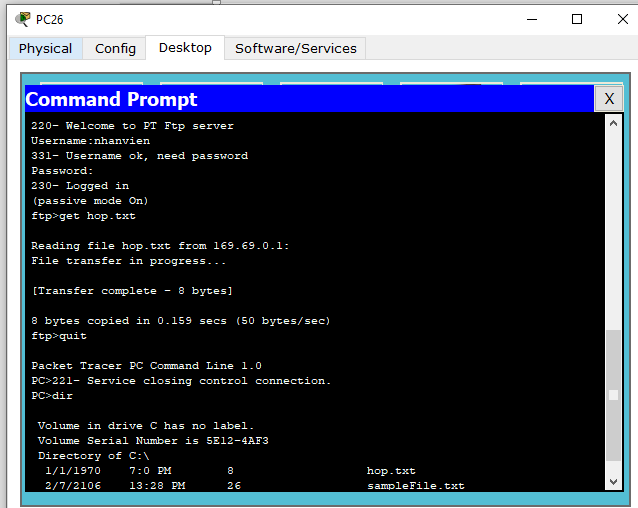 PC26
Physical Config Desktop Software/Services
Command Prompt X
220- Welcome to PT Ftp server
Username:nhanvien
331- Username ok, need password
Password:
230- Logged in
(passive mode On)
ftp>get hop.txt
Reading file hop.txt from 169.69.0.1:
File transfer in progress...
[Transfer complete - 8 bytes]
8 bytes copied in 0.159 secs (50 bytes/sec)
ftp>quit
Packet Tracer PC Command Line 1.0
PC>221- Service closing control connection.
PC>dir
Volume in drive C has no label.
Volume Serial Number is 5E12-4AF3
Directory of C:\
1/1/1970 7:0 PM 8 hop.txt
2/7/2106 13:28 PM 26 sampleFile.txt